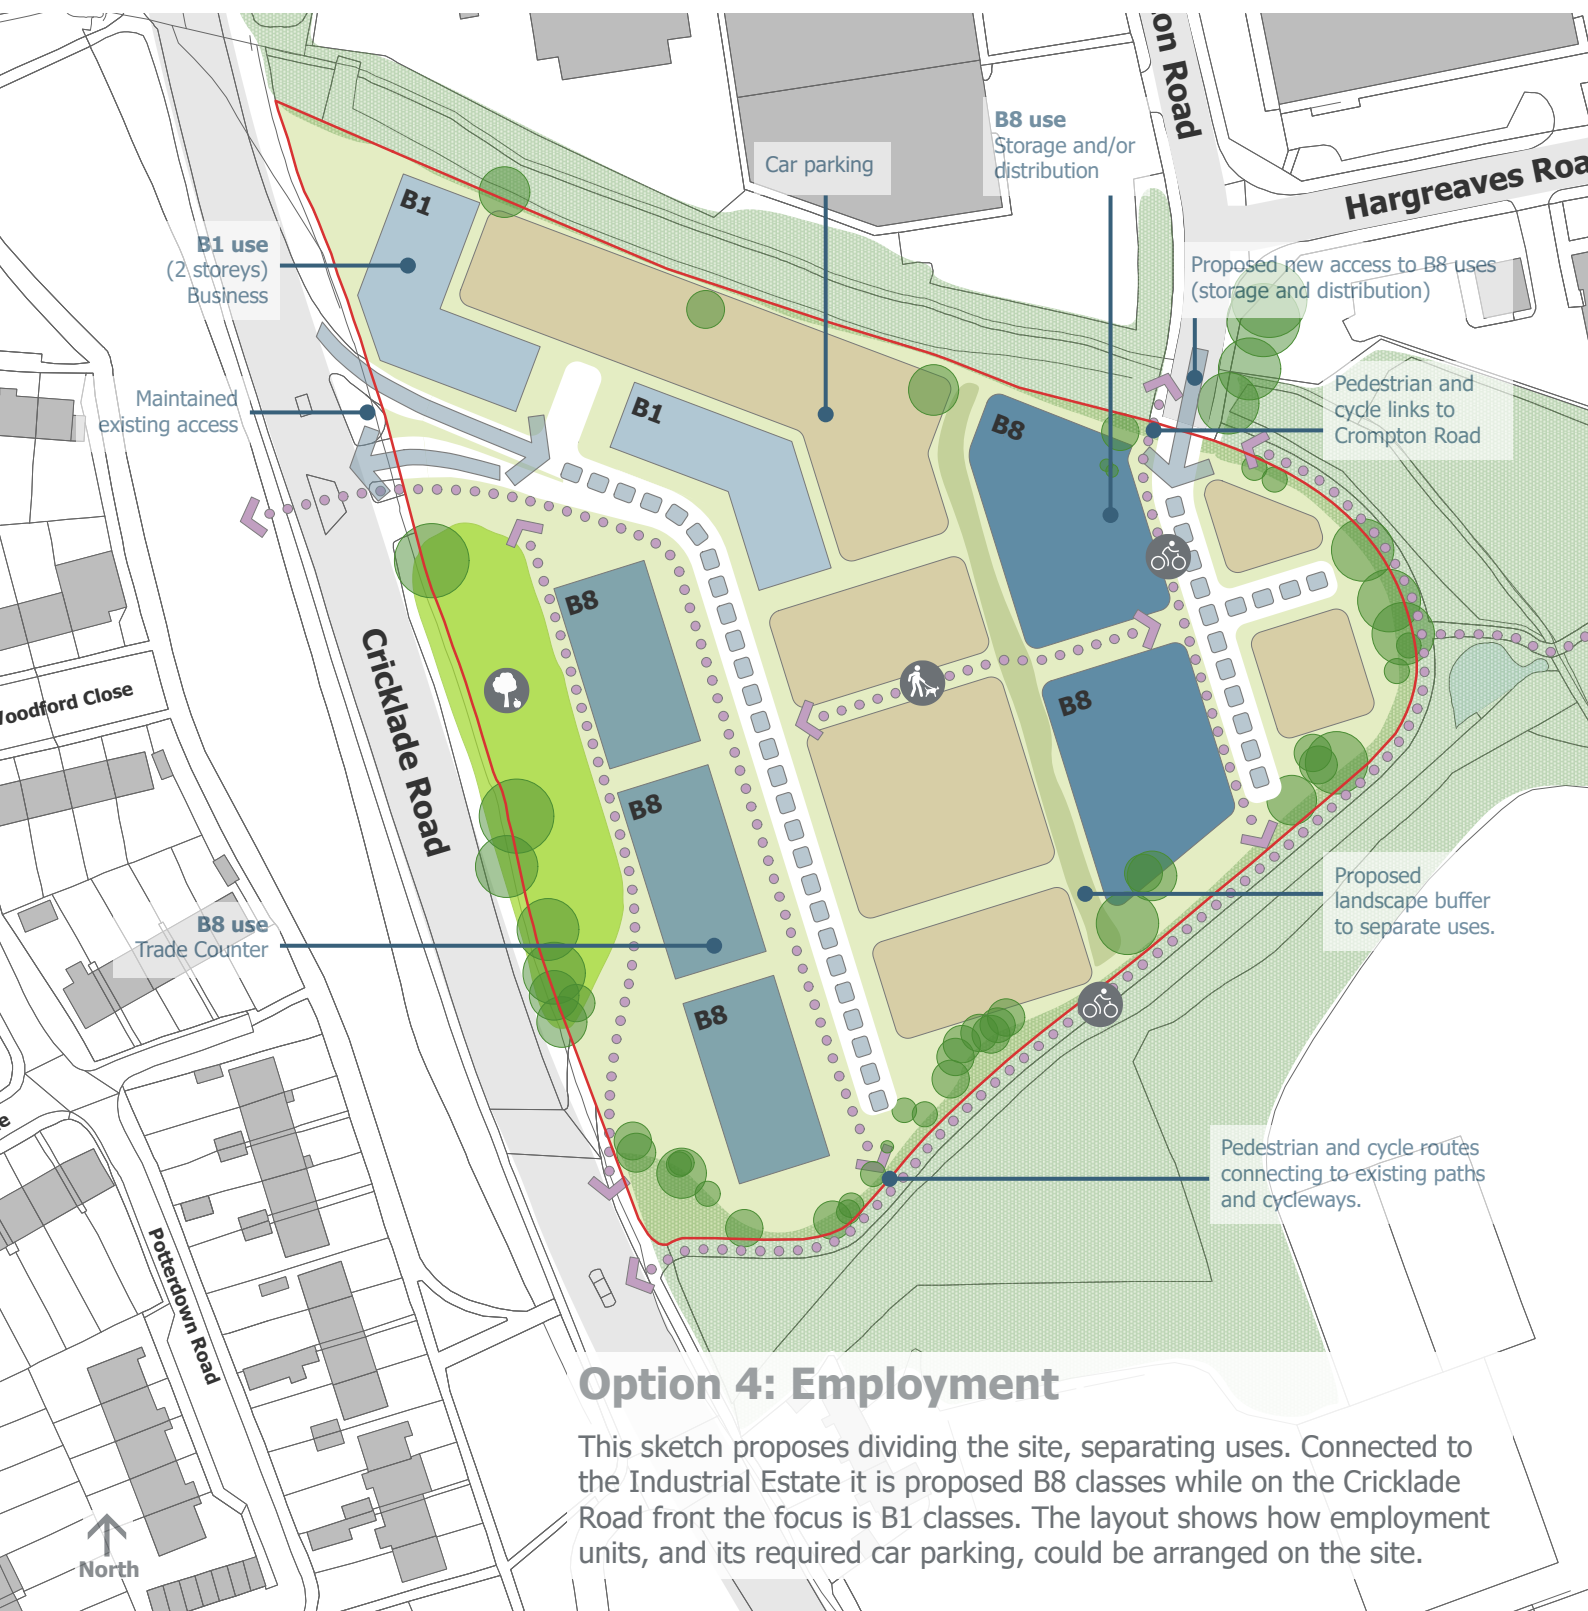 on Road
Hargreaves Roa
B8 use
Storage and/or
distribution
Car parking
B1
B1 use
(2 storeys)
Business
Proposed new access to B8 uses
(storage and distribution)
Maintained
existing access
Pedestrian and
cycle links to
Crompton Road
B1
B8
B8
Cricklade Road
oodford Close
B8
B8
B8 use
Trade Counter
Proposed
landscape buffer
to separate uses.
B8
e
Pedestrian and cycle routes
connecting to existing paths
and cycleways.
Potterdown Road
Option 4: Employment
This sketch proposes dividing the site, separating uses. Connected to
the Industrial Estate it is proposed B8 classes while on the Cricklade
Road front the focus is B1 classes. The layout shows how employment
units, and its required car parking, could be arranged on the site.
North